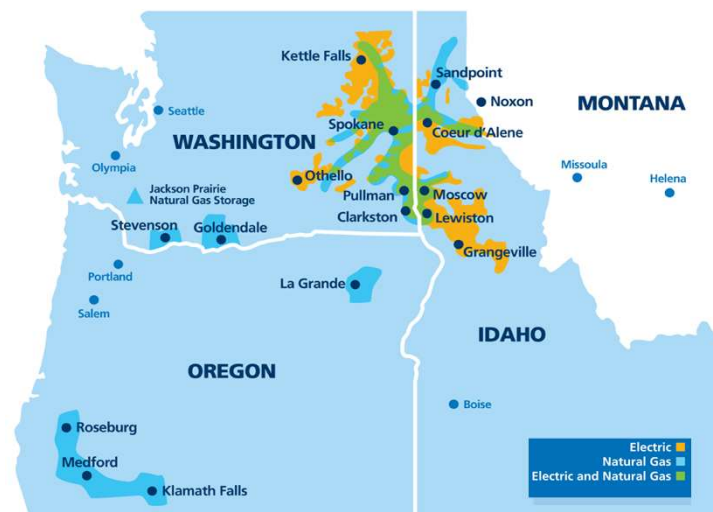 Kettle Falls
Sandpoint
Noxon
MONTANA
Seattle
WASHINGTON
Spokane
Coeur d'Alene
Olympia
Missoula
Helena
Othello
Jackson Prairie
Natural Gas Storage
Pullman
Moscow
Clarkston
Lewiston
Stevenson
Goldendale
Grangeville
Portland
La Grande
Salem
IDAHO
OREGON
Boise
Roseburg
Medford
Klamath Falls
Electric
Natural Gas
Electric and Natural Gas